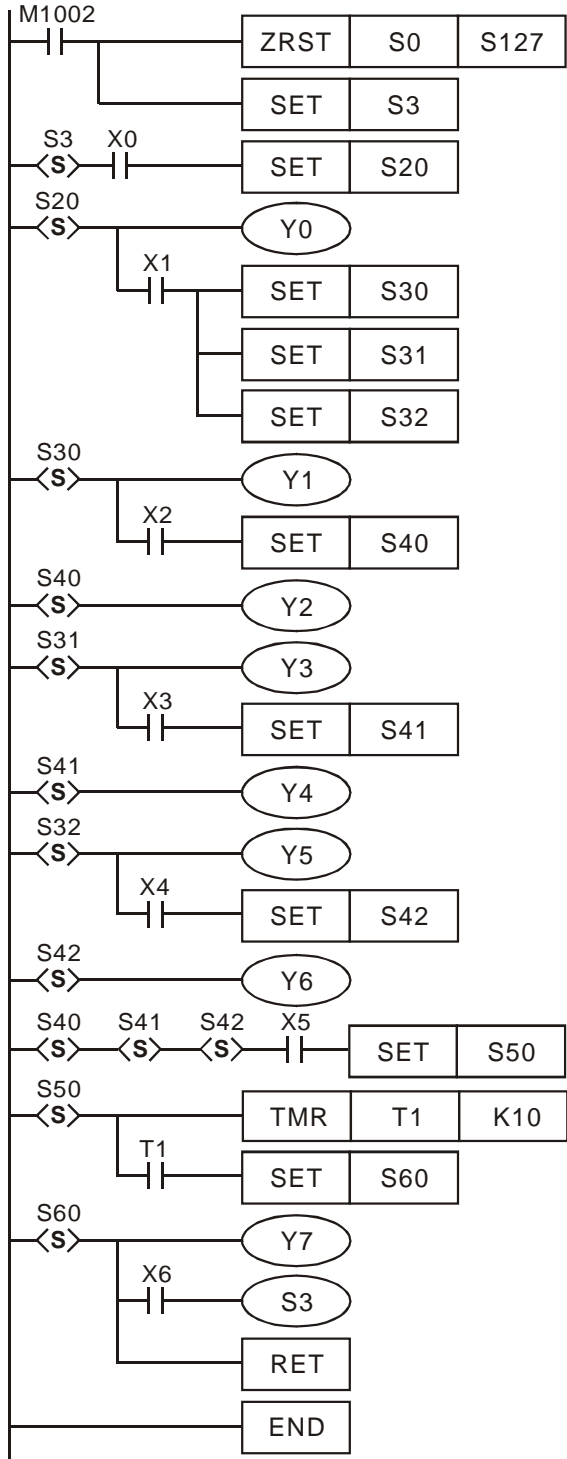 M1002
ZRST S0 S127
SET S3
S3 X0
S SET S20
S20
S Y0
X1
SET S30
SET S31
SET S32
S30
S Y1
X2
SET S40
S40
S Y2
S31
S Y3
X3
SET S41
S41
S Y4
S32
S Y5
X4
SET S42
S42
S Y6
S40 S41 S42 X5
S S S SET S50
S50
S TMR T1 K10
T1
SET S60
S60
S Y7
X6
S3
RET
END